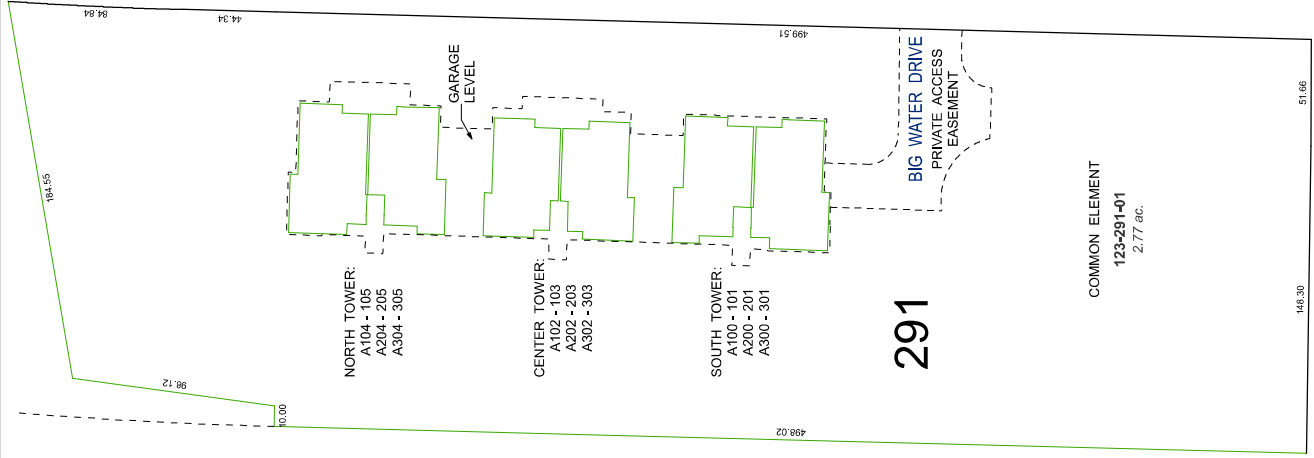 84.84
44.34
499.51
184.55
GARAGE
LEVEL
BIG WATER DRIVE
PRIVATE ACCESS
EASEMENT
51.66
COMMON ELEMENT
123-291-01
2.77 ac.
NORTH TOWER:
A104 - 105
A204 - 205
A304 - 305
CENTER TOWER:
A102 - 103
A202 - 203
A302 - 303
SOUTH TOWER:
A100 - 101
A200 - 201
A300 - 301
291
148.30
98.12
10.00
498.02